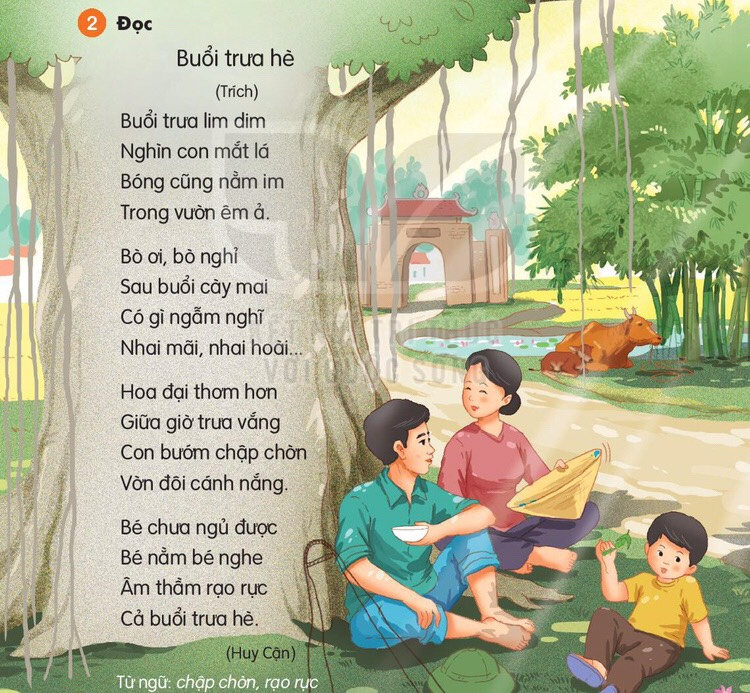 2 Đọc
Buổi trưa hè
(Trích)
Buổi trưa lim dim
Nghìn con mắt lá
Bóng cũng nằm im
Trong vườn êm ả.
Bò ơi, bò nghỉ
Sau buổi cày mai
Có gì ngẫm nghĩ
Nhai mãi, nhai hoài...
Hoa đại thơm hơn
Giữa giờ trưa vắng
Con bướm chập chờn
Vờn đôi cánh nắng.
Bé chưa ngủ được
Bé nằm bé nghe
Âm thầm rạo rực
Cả buổi trưa hè.
(Huy Cận)
Từ ngữ: chập chờn, rạo rực